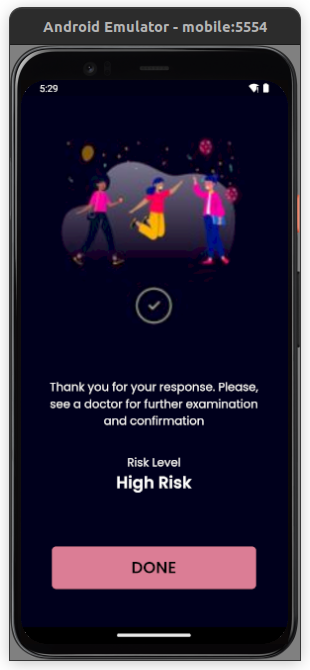 Android Emulator - mobile:5554
5:29
Thank you for your response. Please,
see a doctor for further examination
and confirmation
Risk Level
High Risk
DONE